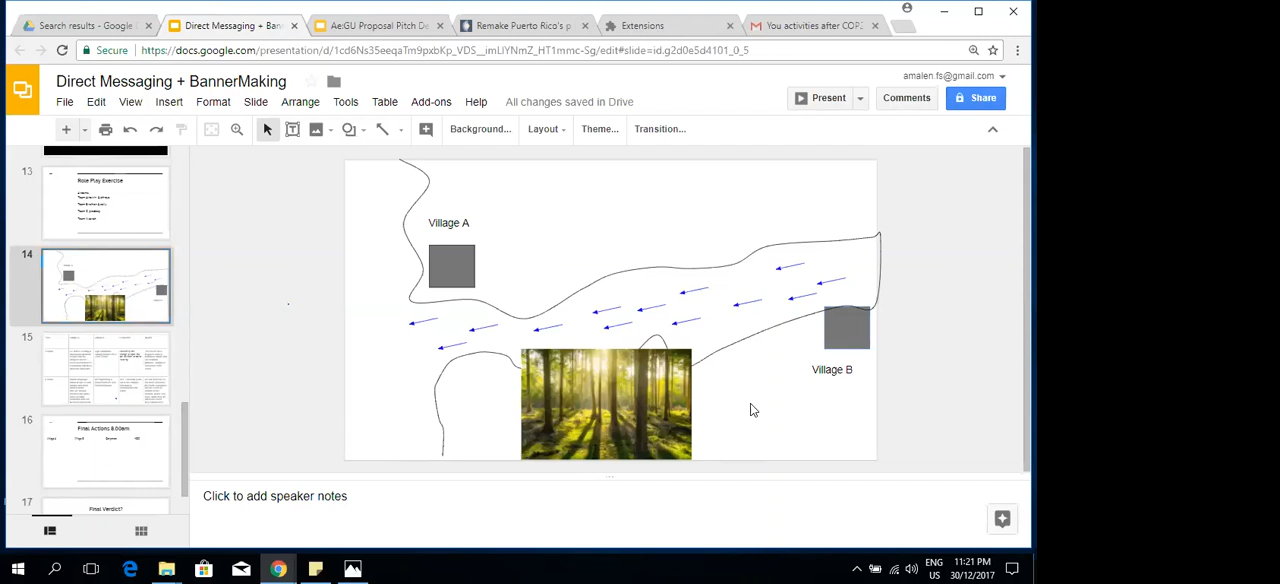 Search results - Google
Direct Messaging + Ban
Ae:GU Proposal Pitch De
Remake Puerto Rico's p
Extensions
You activities after COP2
Secure
https://docs.google.com/presentation/d/1cd6Ns35eeqaTm9pxbKp_VDS__imLIYNmZ_HT1mmc-Sg/edit#slide=id.g2d0e5d4101_0_5
Direct Messaging + BannerMaking
amalen.fs@gmail.com
File Edit View Insert Format Slide Arrange Tools Table Add-ons Help All changes saved in Drive
Present Comments Share
Background... Layout Theme... Transition...
13
Role Play Exercise
14
Village A
Village B
15
16
Final Actions 8.00am
17
Final Verdict?
Click to add speaker notes
ENG
US
11:21 PM
30/12/2017